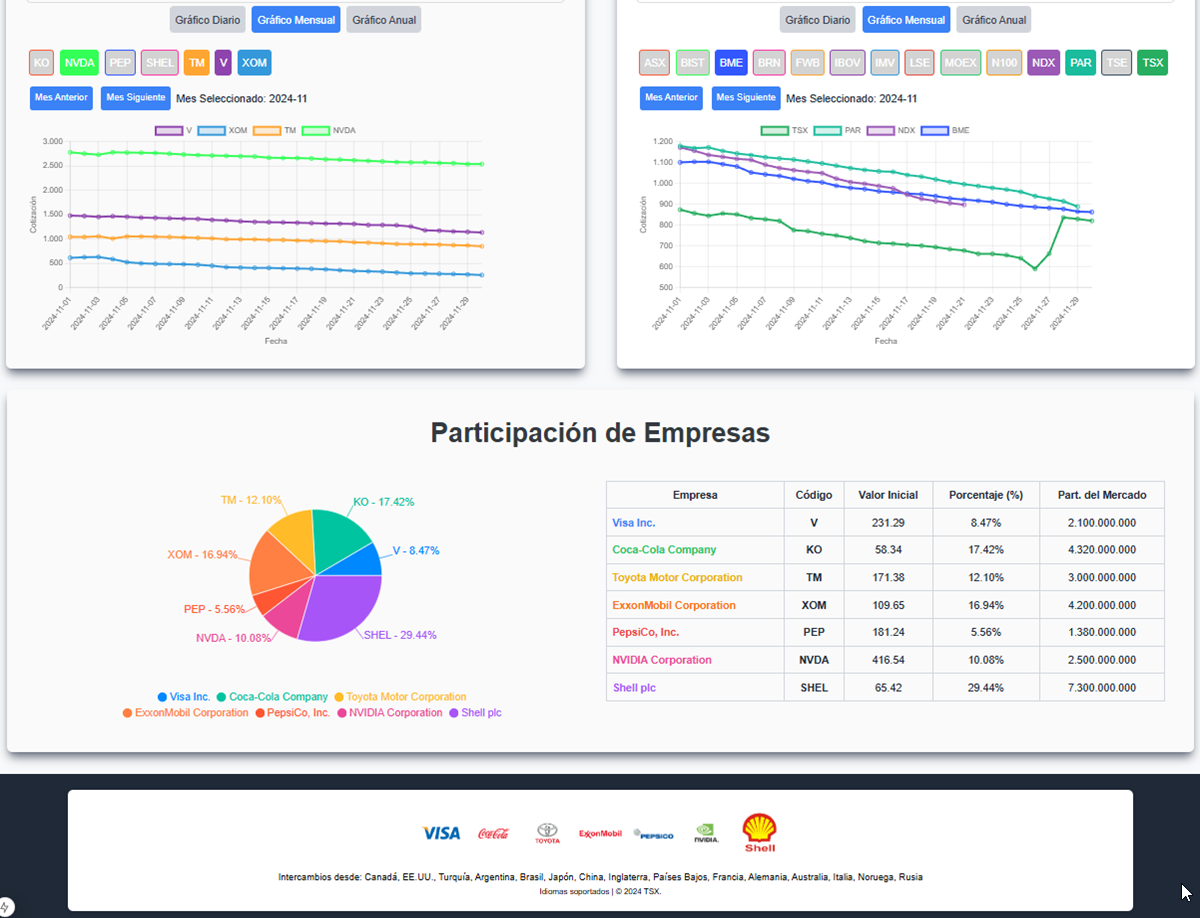 Gráfico Diario Gráfico Mensual Gráfico Anual
KO NVDA PEP SHEL TM V XOM
Mes Anterior Mes Siguiente Mes Seleccionado: 2024-11
V XOM TM NVDA
3.000
2.500
2.000
1.500
1.000
500
0
Cotización
2024-11-01 2024-11-03 2024-11-05 2024-11-07 2024-11-09 2024-11-11 2024-11-13 2024-11-15 2024-11-17 2024-11-19 2024-11-21 2024-11-23 2024-11-25 2024-11-27 2024-11-29
Fecha
Gráfico Diario Gráfico Mensual Gráfico Anual
ASX BIST BME BRN FWB IBOV IMV LSE MOEX N100 NDX PAR TSE TSX
Mes Anterior Mes Siguiente Mes Seleccionado: 2024-11
TSX PAR NDX BME
1.200
1.100
1.000
900
800
700
600
500
Cotización
2024-11-01 2024-11-03 2024-11-05 2024-11-07 2024-11-09 2024-11-11 2024-11-13 2024-11-15 2024-11-17 2024-11-19 2024-11-21 2024-11-23 2024-11-25 2024-11-27 2024-11-29
Fecha
Participación de Empresas
TM - 12.10%
KO - 17.42%
V - 8.47%
XOM - 16.94%
PEP - 5.56%
NVDA - 10.08%
SHEL - 29.44%
Visa Inc. Coca-Cola Company Toyota Motor Corporation
ExxonMobil Corporation PepsiCo, Inc. NVIDIA Corporation Shell plc
Empresa Código Valor Inicial Porcentaje (%) Part. del Mercado
Visa Inc. V 231.29 8.47% 2.100.000.000
Coca-Cola Company KO 58.34 17.42% 4.320.000.000
Toyota Motor Corporation TM 171.38 12.10% 3.000.000.000
ExxonMobil Corporation XOM 109.65 16.94% 4.200.000.000
PepsiCo, Inc. PEP 181.24 5.56% 1.380.000.000
NVIDIA Corporation NVDA 416.54 10.08% 2.500.000.000
Shell plc SHEL 65.42 29.44% 7.300.000.000
VISA Coca-Cola TOYOTA ExxonMobil PEPSICO NVIDIA. Shell
Intercambios desde: Canadá, EE.UU., Turquía, Argentina, Brasil, Japón, China, Inglaterra, Países Bajos, Francia, Alemania, Australia, Italia, Noruega, Rusia
Idiomas soportados | © 2024 TSX.